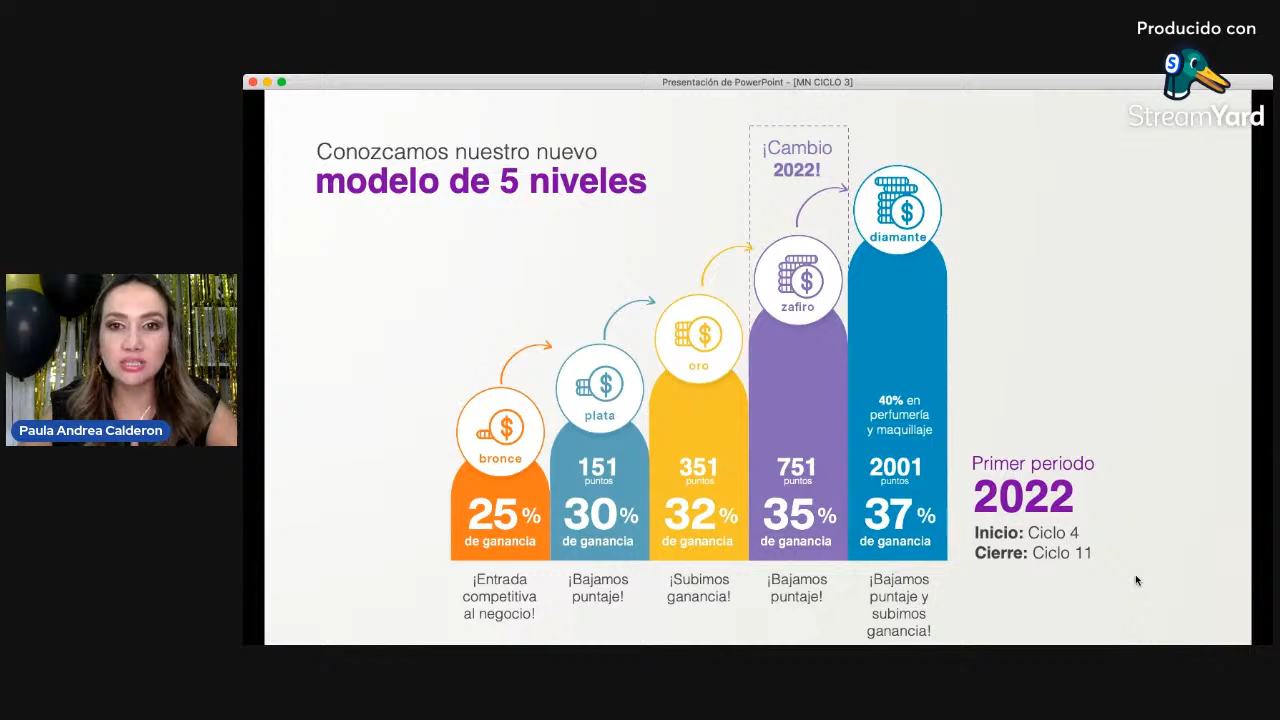 Producido con
StreamYard
Presentación de PowerPoint - [MN CICLO 3]
Conozcamos nuestro nuevo
modelo de 5 niveles
¡Cambio
2022!
diamante
zafiro
oro
plata
bronce
Paula Andrea Calderon
40% en
perfumería
y maquillaje
151
puntos
351
puntos
751
puntos
2001
puntos
25%
de ganancia
30%
de ganancia
32%
de ganancia
35%
de ganancia
37%
de ganancia
Primer periodo
2022
Inicio: Ciclo 4
Cierre: Ciclo 11
¡Entrada
competitiva
al negocio!
¡Bajamos
puntaje!
¡Subimos
ganancia!
¡Bajamos
puntaje!
¡Bajamos
puntaje y
subimos
ganancia!